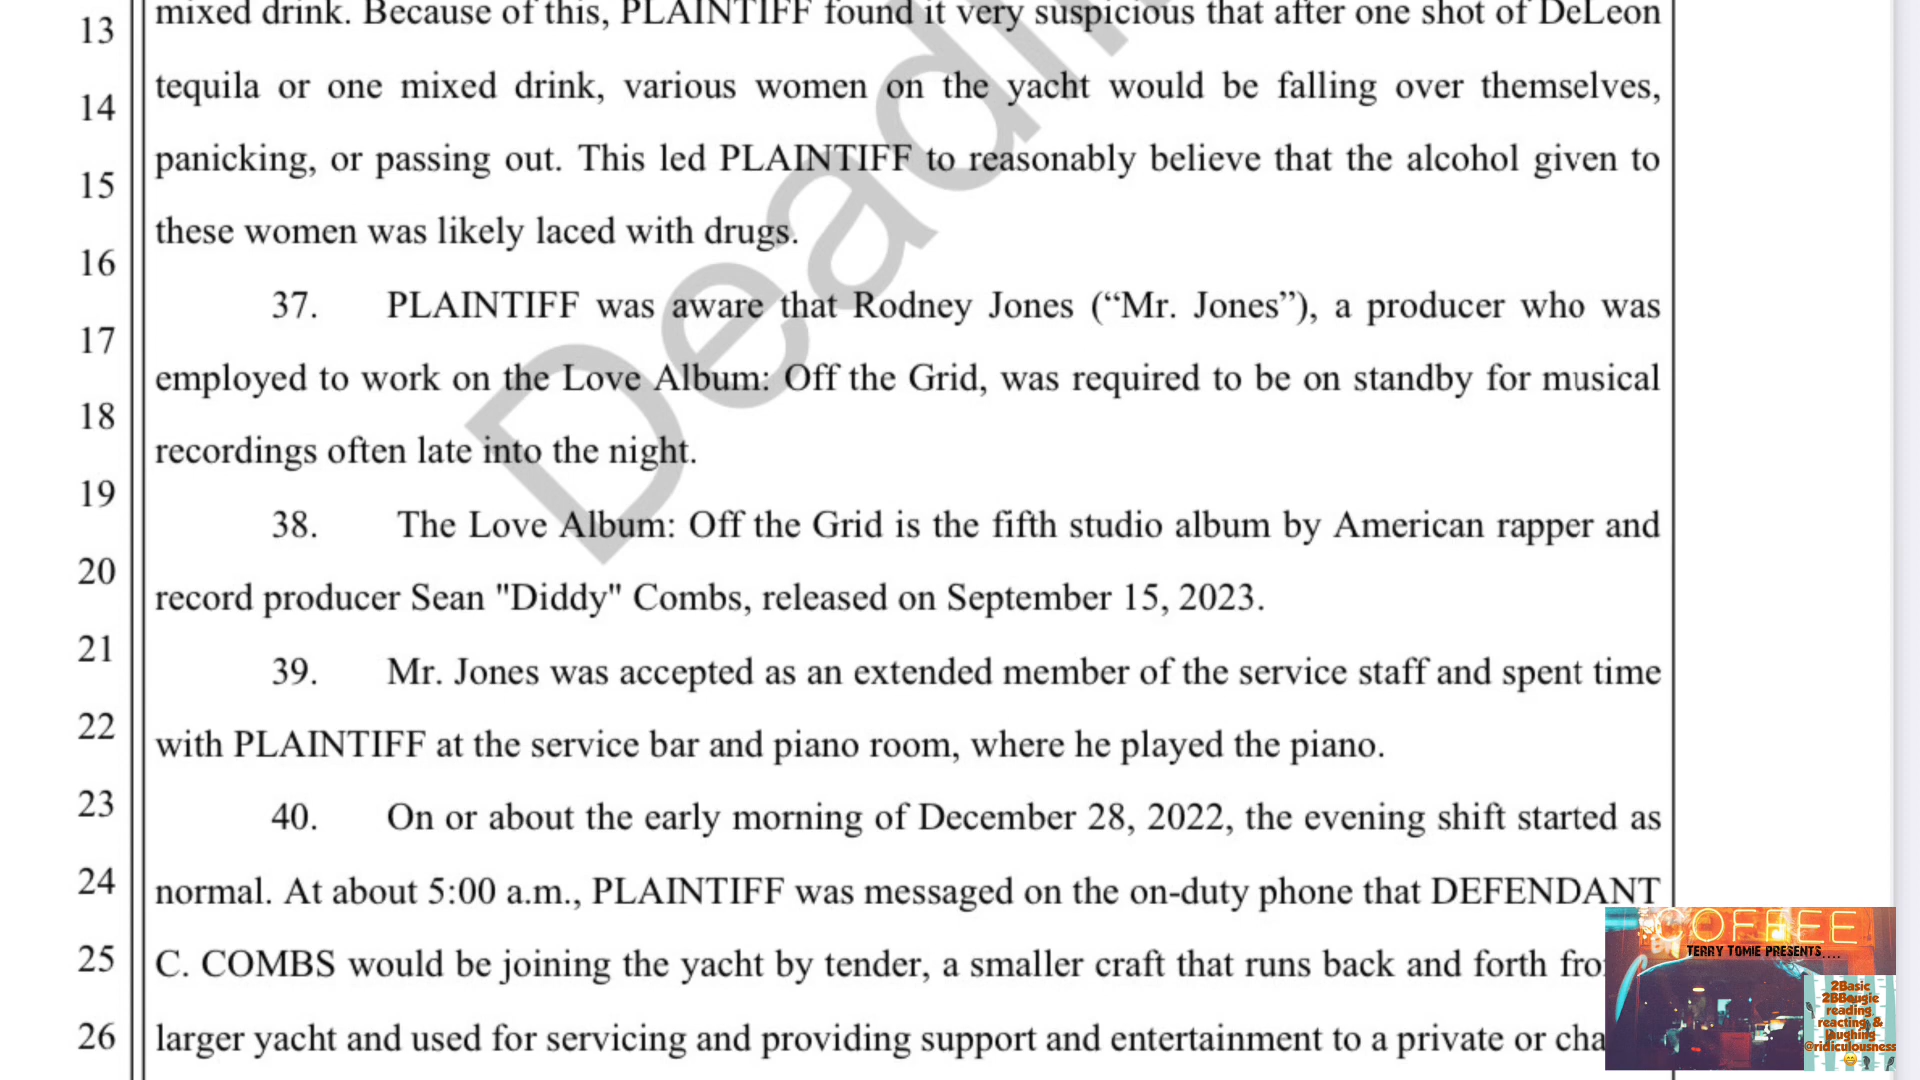 13
mixed drink. Because of this, PLAINTIFF found it very suspicious that after one shot of DeLeon
14
tequila or one mixed drink, various women on the yacht would be falling over themselves,
15
panicking, or passing out. This led PLAINTIFF to reasonably believe that the alcohol given to
16
these women was likely laced with drugs.
17
37. PLAINTIFF was aware that Rodney Jones (“Mr. Jones”), a producer who was
18
employed to work on the Love Album: Off the Grid, was required to be on standby for musical
19
recordings often late into the night.
20
38. The Love Album: Off the Grid is the fifth studio album by American rapper and
record producer Sean "Diddy" Combs, released on September 15, 2023.
21
39. Mr. Jones was accepted as an extended member of the service staff and spent time
22
with PLAINTIFF at the service bar and piano room, where he played the piano.
23
40. On or about the early morning of December 28, 2022, the evening shift started as
24
normal. At about 5:00 a.m., PLAINTIFF was messaged on the on-duty phone that DEFENDANT
25
C. COMBS would be joining the yacht by tender, a smaller craft that runs back and forth fro
26
larger yacht and used for servicing and providing support and entertainment to a private or cha
Deadl
COFFEE
TERRY TOMIE PRESENTS....
2Basic
2BBougie
reading
reacting, &
laughing
@ridiculousness